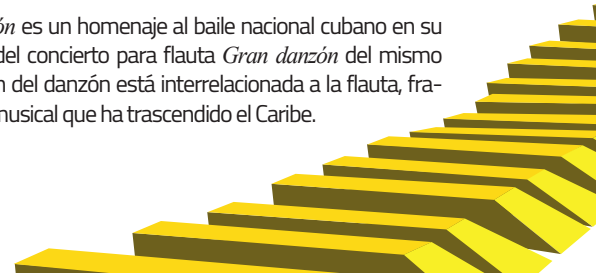 ón es un homenaje al baile nacional cubano en su
del concierto para flauta Gran danzón del mismo
n del danzón está interrelacionada a la flauta, fra-
musical que ha trascendido el Caribe.